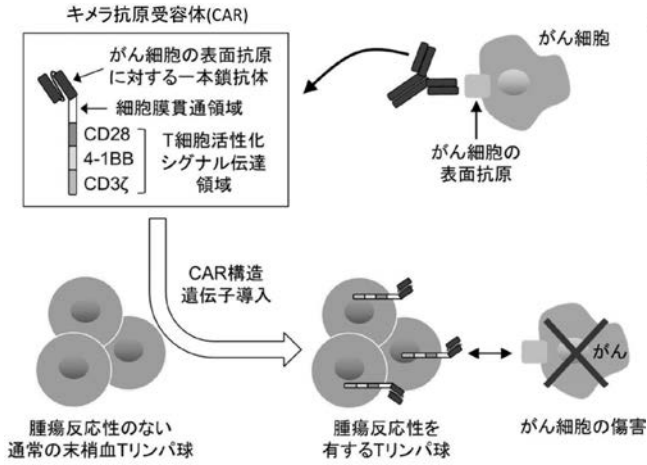 キメラ抗原受容体(CAR)
がん細胞の表面抗原
に対する一本鎖抗体
細胞膜貫通領域
CD28
4-1BB
CD3ζ
T細胞活性化
シグナル伝達
領域
がん細胞
がん細胞の
表面抗原
CAR構造
遺伝子導入
腫瘍反応性のない
通常の末梢血Tリンパ球
腫瘍反応性を
有するTリンパ球
がん
がん細胞の傷害